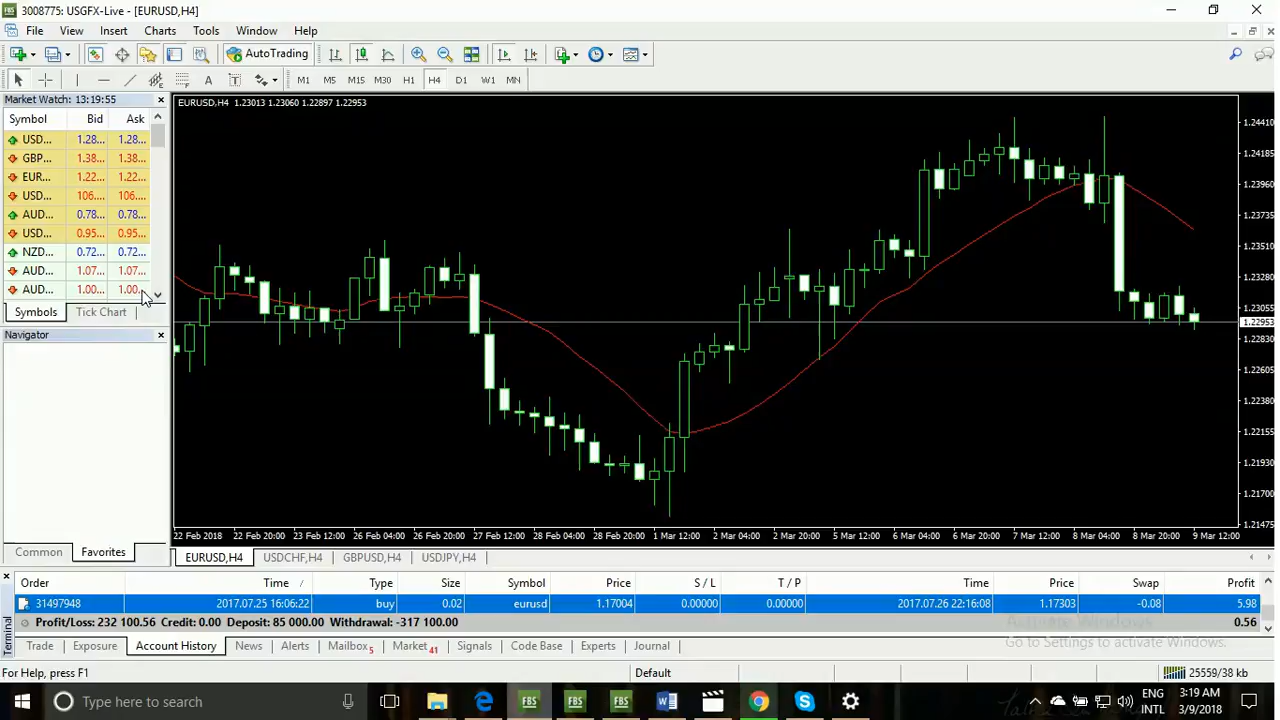 3008775: USGFX-Live - [EURUSD,H4]
File View Insert Charts Tools Window Help
AutoTrading
M1 M5 M15 M30 H1 H4 D1 W1 MN
Market Watch: 13:19:55
Symbol Bid Ask
USD... 1.28... 1.28...
GBP... 1.38... 1.38...
EUR... 1.22... 1.22...
USD... 106.... 106....
AUD... 0.78... 0.78...
USD... 0.95... 0.95...
NZD... 0.72... 0.72...
AUD... 1.07... 1.07...
AUD... 1.00... 1.00...
Symbols Tick Chart
Navigator
Common Favorites
EURUSD,H4 1.23013 1.23060 1.22897 1.22953
1.24410
1.24185
1.23960
1.23735
1.23510
1.23280
1.23055
1.22953
1.22830
1.22605
1.22380
1.22155
1.21930
1.21700
1.21475
22 Feb 2018 22 Feb 20:00 23 Feb 12:00 26 Feb 04:00 26 Feb 20:00 27 Feb 12:00 28 Feb 04:00 28 Feb 20:00 1 Mar 12:00 2 Mar 04:00 2 Mar 20:00 5 Mar 12:00 6 Mar 04:00 6 Mar 20:00 7 Mar 12:00 8 Mar 04:00 8 Mar 20:00 9 Mar 12:00
EURUSD,H4 USDCHF,H4 GBPUSD,H4 USDJPY,H4
Terminal
Order Time / Type Size Symbol Price S / L T / P Time Price Swap Profit
31497948 2017.07.25 16:06:22 buy 0.02 eurusd 1.17004 0.00000 0.00000 2017.07.26 22:16:08 1.17303 -0.08 5.98
Profit/Loss: 232 100.56 Credit: 0.00 Deposit: 85 000.00 Withdrawal: -317 100.00 0.56
Activate Windows
Go to Settings to activate Windows.
Trade Exposure Account History News Alerts Mailbox 5 Market 41 Signals Code Base Experts Journal
For Help, press F1 Default 25559/38 kb
Type here to search
FBS FBS FBS
ENG
INTL
3:19 AM
3/9/2018